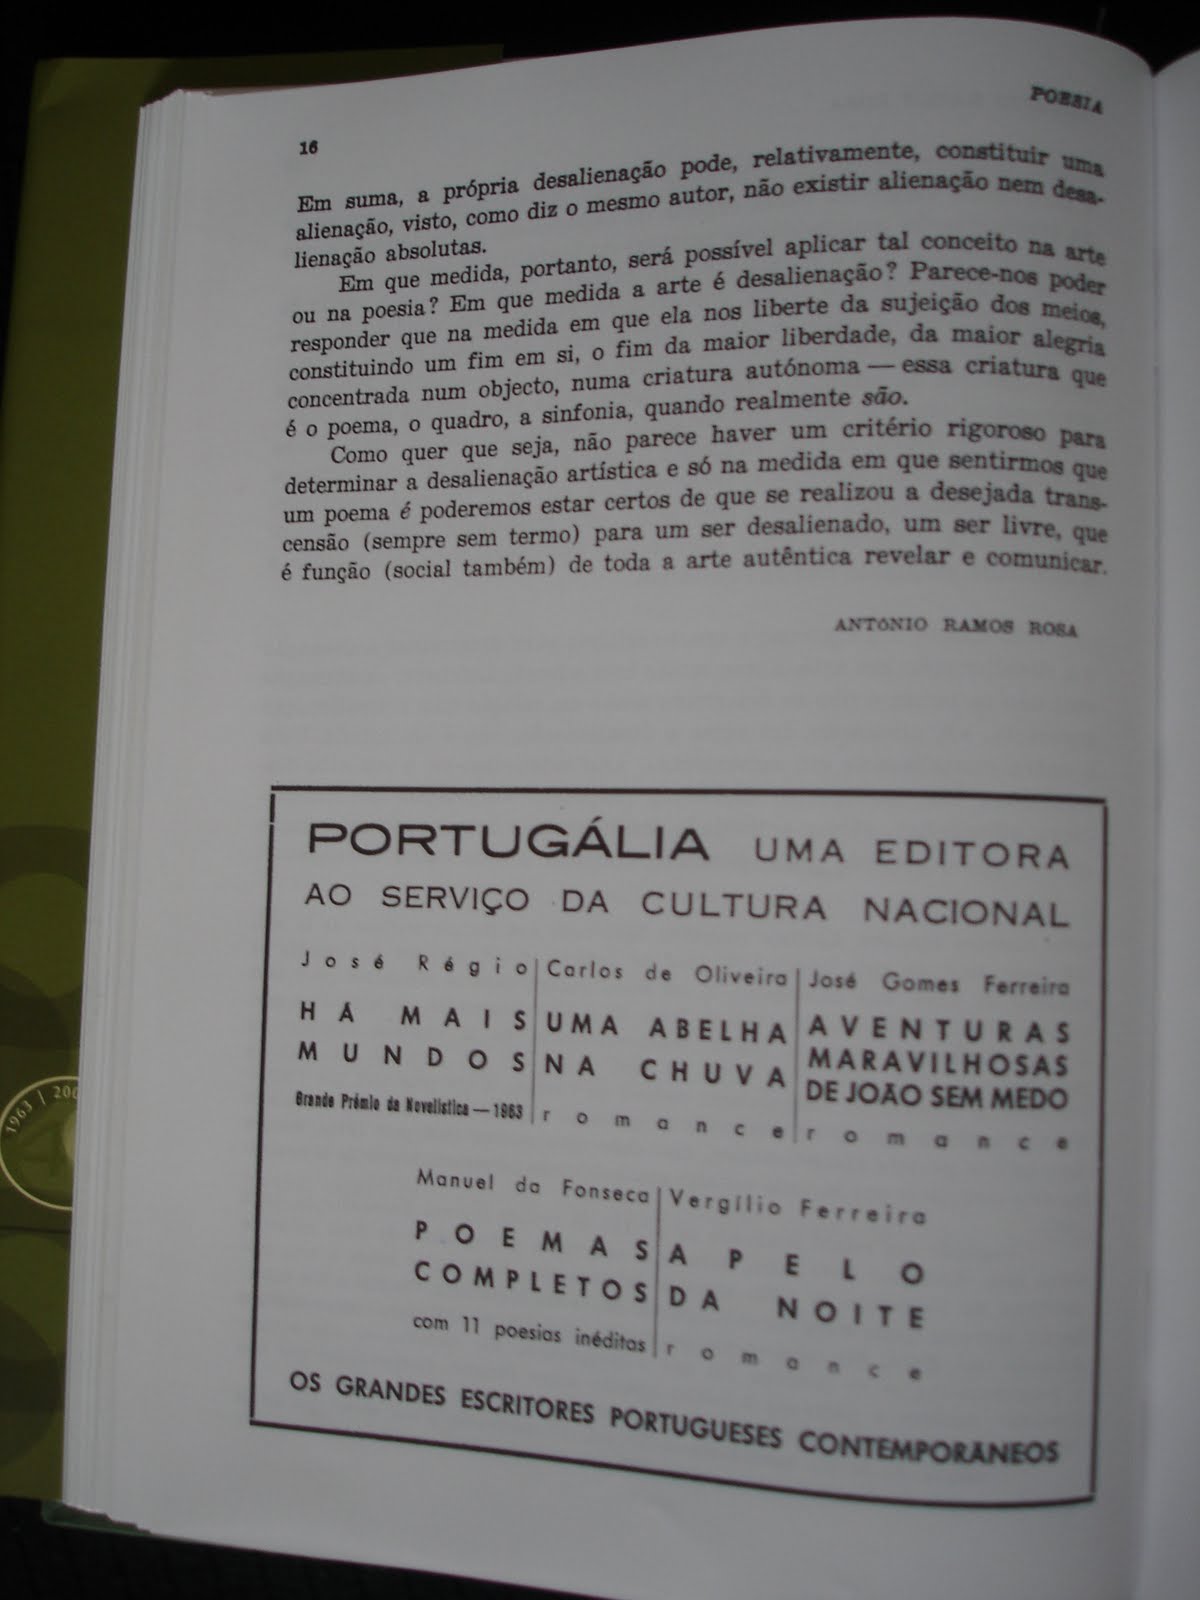 POESIA
16
Em suma, a própria desalienação pode, relativamente, constituir uma
alienação, visto, como diz o mesmo autor, não existir alienação nem desa-
lienação absolutas.
Em que medida, portanto, será possível aplicar tal conceito na arte
ou na poesia? Em que medida a arte é desalienação? Parece-nos poder
responder que na medida em que ela nos liberte da sujeição dos meios,
constituindo um fim em si, o fim da maior liberdade, da maior alegria
concentrada num objecto, numa criatura autónoma — essa criatura que
é o poema, o quadro, a sinfonia, quando realmente são.
Como quer que seja, não parece haver um critério rigoroso para
determinar a desalienação artística e só na medida em que sentirmos que
um poema é poderemos estar certos de que se realizou a desejada trans-
censão (sempre sem termo) para um ser desalienado, um ser livre, que
é função (social também) de toda a arte autêntica revelar e comunicar.
ANTÓNIO RAMOS ROSA
PORTUGÁLIA UMA EDITORA
AO SERVIÇO DA CULTURA NACIONAL
José Régio
HÁ MAIS
MUNDOS
Grande Prémio da Novelística — 1963
Carlos de Oliveira
UMA ABELHA
NA CHUVA
romance
José Gomes Ferreira
AVENTURAS
MARAVILHOSAS
DE JOÃO SEM MEDO
romance
Manuel da Fonseca
POEMAS
COMPLETOS
com 11 poesias inéditas
Vergílio Ferreira
APELO
DA NOITE
romance
OS GRANDES ESCRITORES PORTUGUESES CONTEMPORÂNEOS
1963 | 200